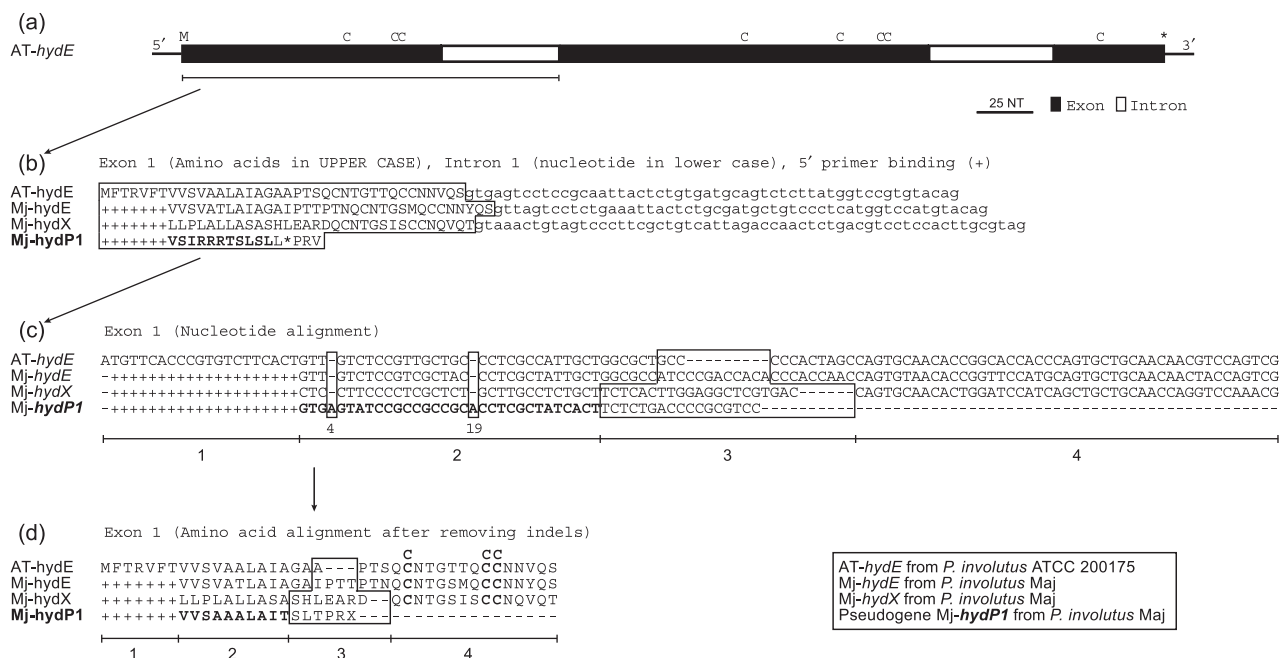 (a)
M C CC C C CC C *
5′ 3′
AT-hydE
25 NT Exon Intron
(b) Exon 1 (Amino acids in UPPER CASE), Intron 1 (nucleotide in lower case), 5′ primer binding (+)
AT-hydE MFTRVFTVVSVAALAIAGAAPTSQCNTGTTQCCNNVQSgtgagtcctccgcaattactctgtgatgcagtctcttatggtccgtgtacag
Mj-hydE +++++++VVSVATLAIAGAIPTTPTNQCNTGSMQCCNNYQSgttagtcctctgaaattactctgcgatgctgtccctcatggtccatgtacag
Mj-hydX +++++++LLPLALLASASHLEARDQCNTGSISCCNQVQTgtaaactgtagtcccttcgctgtcattagaccaactctgacgtcctccacttgcgtag
Mj-hydP1 +++++++VSIRRRTSLSLL*PRV
(c) Exon 1 (Nucleotide alignment)
AT-hydE ATGTTCACCCGTGTCTTCACTGTT-GTCTCCGTTGCTGC-CCTCGCCATTGCTGGCGCTGCC---------CCCACTAGCCAGTGCAACACCGGCACCACCCAGTGCTGCAACAACGTCCAGTCG
Mj-hydE -++++++++++++++++++++GTT-GTCTCCGTCGCTAC-CCTCGCTATTGCTGGCGCCATCCCGACCACACCCACCAACCAGTGTAACACCGGTTCCATGCAGTGCTGCAACAACTACCAGTCG
Mj-hydX -++++++++++++++++++++CTC-CTTCCCCTCGCTCT-GCTTGCCTCTGCTTCTCACTTGGAGGCTCGTGAC------CAGTGCAACACTGGATCCATCAGCTGCTGCAACCAGGTCCAAACG
Mj-hydP1 -++++++++++++++++++++GTGAGTATCCGCCGCCGCACCTCGCTATCACTTCTCTGACCCCGCGTCC
4 19
1 2 3 4
(d) Exon 1 (Amino acid alignment after removing indels)
C CC
AT-hydE MFTRVFTVVSVAALAIAGAA---PTSQCNTGTTQCCNNVQS
Mj-hydE +++++++VVSVATLAIAGAIPTTPTNQCNTGSMQCCNNYQS
Mj-hydX +++++++LLPLALLASASHLEARD--QCNTGSISCCNQVQT
Mj-hydP1 +++++++VVSAAALAITSLTPRX-----------------
1 2 3 4
AT-hydE from P. involutus ATCC 200175
Mj-hydE from P. involutus Maj
Mj-hydX from P. involutus Maj
Pseudogene Mj-hydP1 from P. involutus Maj